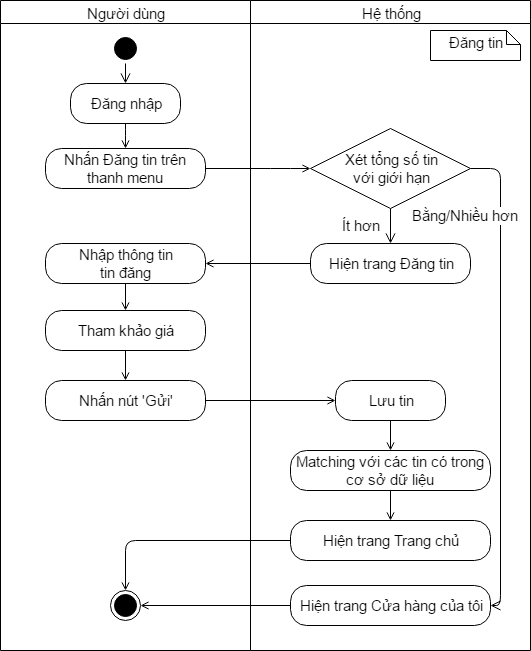 Người dùng
Hệ thống
Đăng tin
Đăng nhập
Nhấn Đăng tin trên
thanh menu
Xét tổng số tin
với giới hạn
Bằng/Nhiều hơn
Ít hơn
Nhập thông tin
tin đăng
Hiện trang Đăng tin
Tham khảo giá
Nhấn nút 'Gửi'
Lưu tin
Matching với các tin có trong
cơ sở dữ liệu
Hiện trang Trang chủ
Hiện trang Cửa hàng của tôi